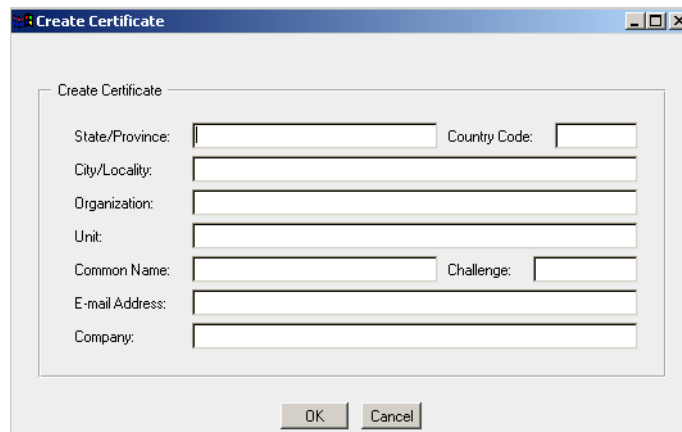 Create Certificate
Create Certificate
State/Province: Country Code:
City/Locality:
Organization:
Unit:
Common Name: Challenge:
E-mail Address:
Company:
OK Cancel